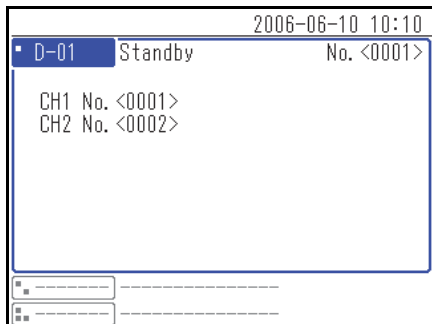 2006-06-10 10:10
D-01 Standby No.<0001>
CH1 No.<0001>
CH2 No.<0002>
------- ---------------
------- ---------------